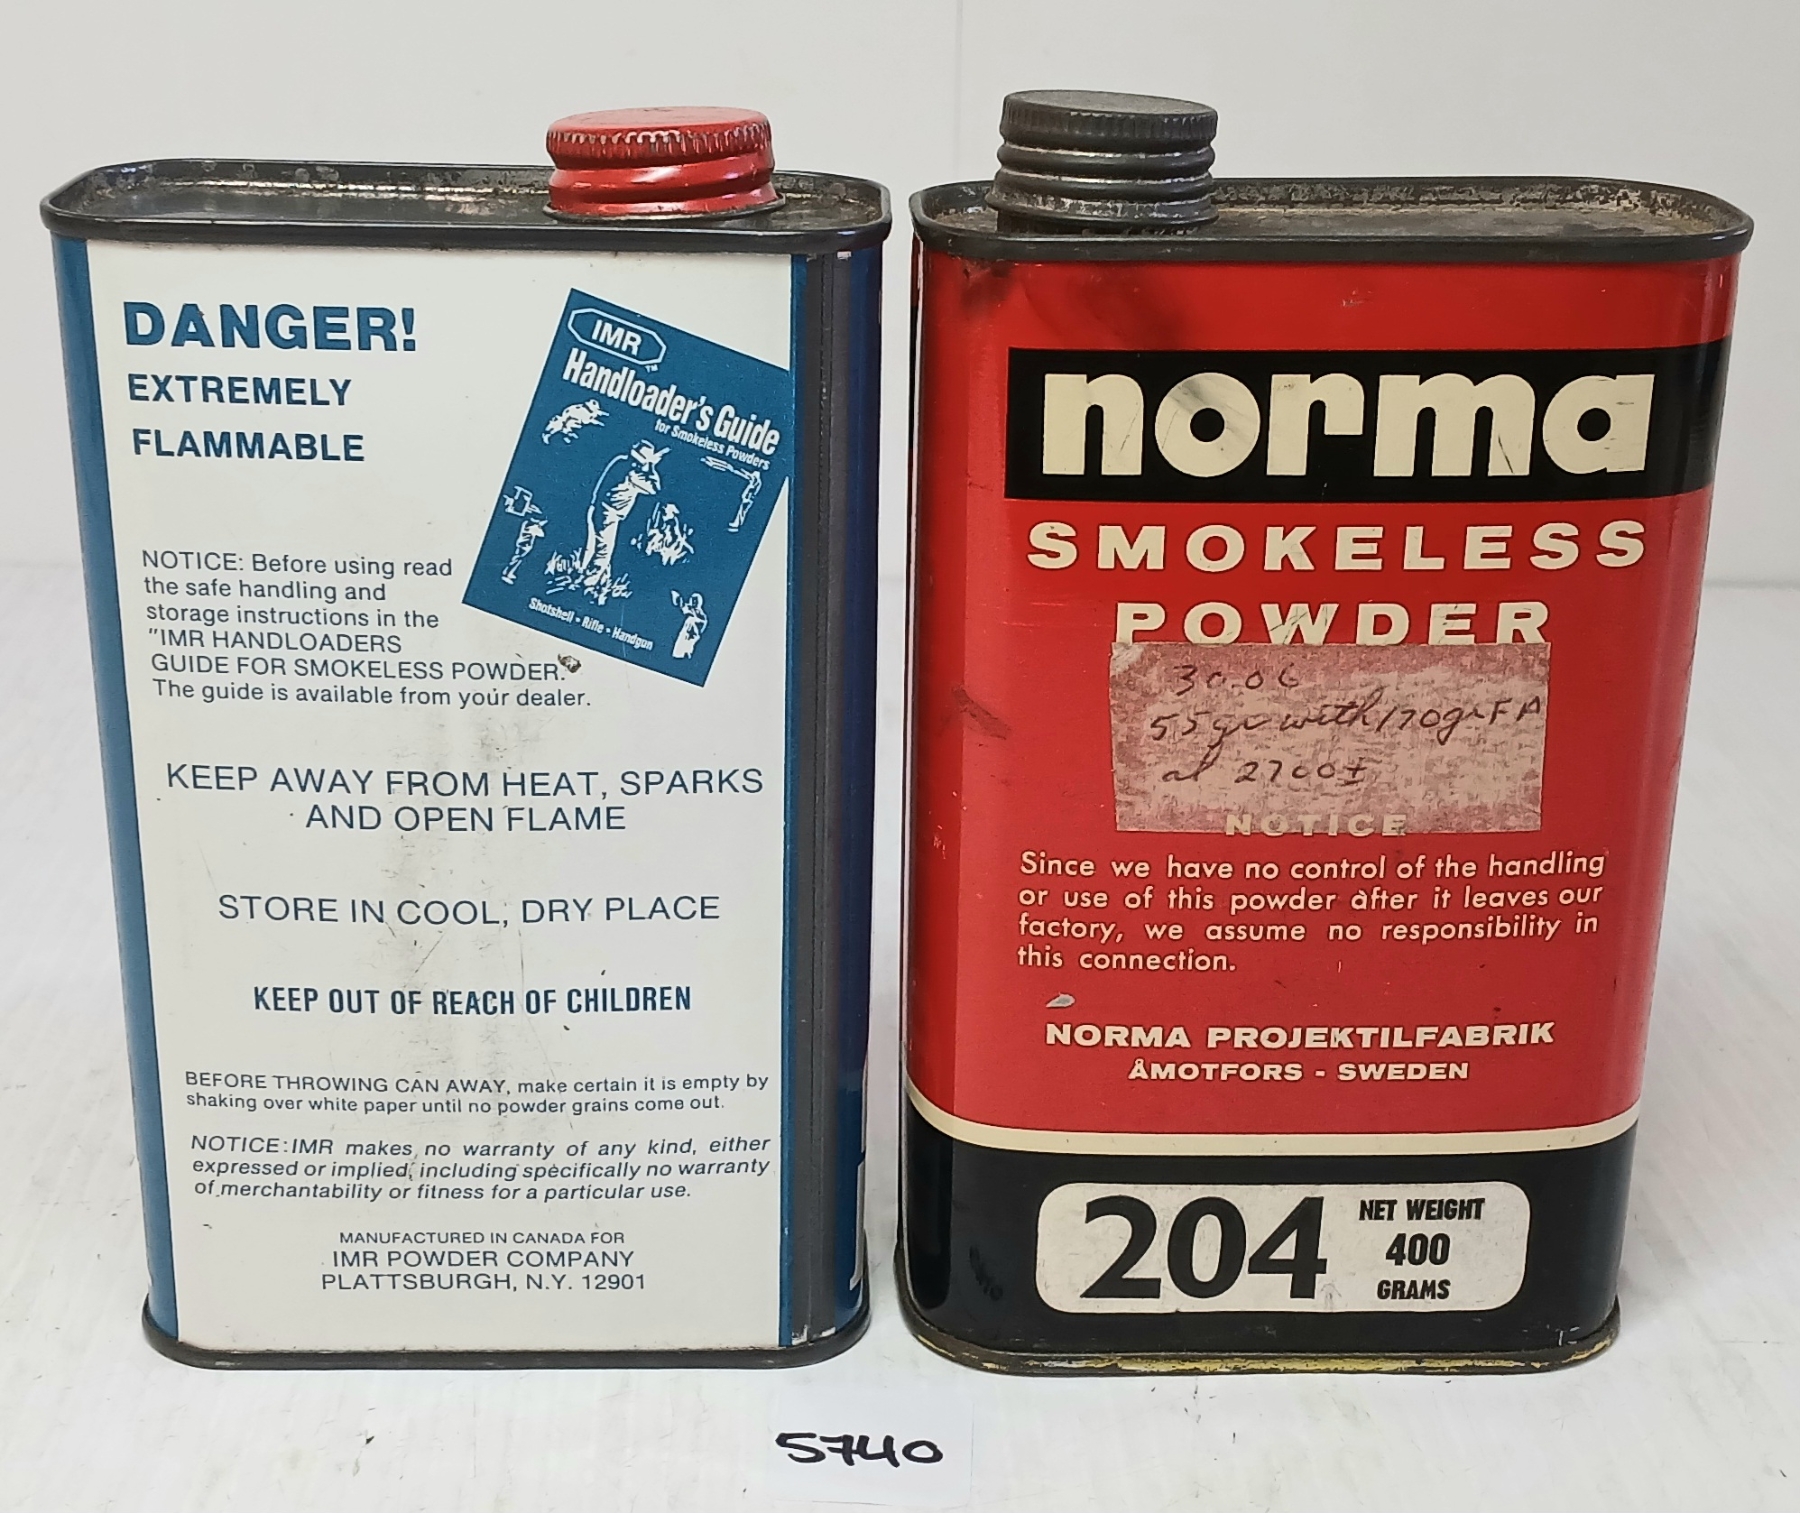 DANGER!
EXTREMELY
FLAMMABLE
IMR
Handloader's Guide
for Smokeless Powders
Shotshell - Rifle - Handgun
NOTICE: Before using read
the safe handling and
storage instructions in the
"IMR HANDLOADERS
GUIDE FOR SMOKELESS POWDER."
The guide is available from your dealer.
KEEP AWAY FROM HEAT, SPARKS
AND OPEN FLAME
STORE IN COOL, DRY PLACE
KEEP OUT OF REACH OF CHILDREN
BEFORE THROWING CAN AWAY, make certain it is empty by
shaking over white paper until no powder grains come out.
NOTICE: IMR makes no warranty of any kind, either
expressed or implied, including specifically no warranty
of merchantability or fitness for a particular use.
MANUFACTURED IN CANADA FOR
IMR POWDER COMPANY
PLATTSBURGH, N.Y. 12901
norma
SMOKELESS
POWDER
30.06
55 gr with 170 gr FA
at 2700±
NOTICE
Since we have no control of the handling
or use of this powder after it leaves our
factory, we assume no responsibility in
this connection.
NORMA PROJEKTILFABRIK
ÅMOTFORS - SWEDEN
204
NET WEIGHT
400
GRAMS
5740